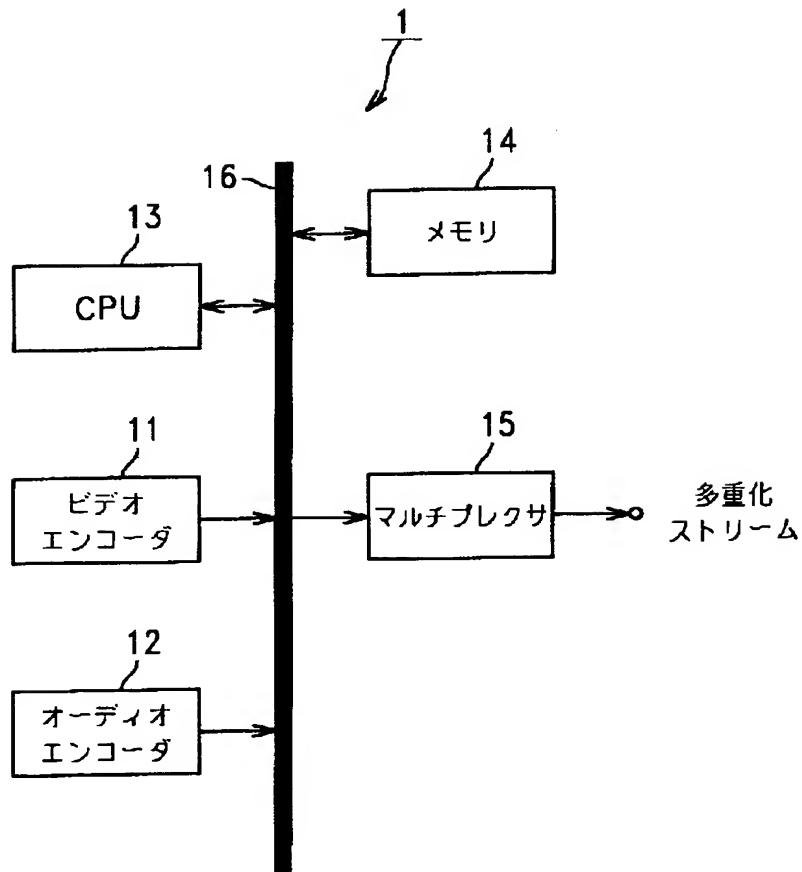 1
16
14
メモリ
13
CPU
11
ビデオ
エンコーダ
15
マルチプレクサ
多重化
ストリーム
12
オーディオ
エンコーダ